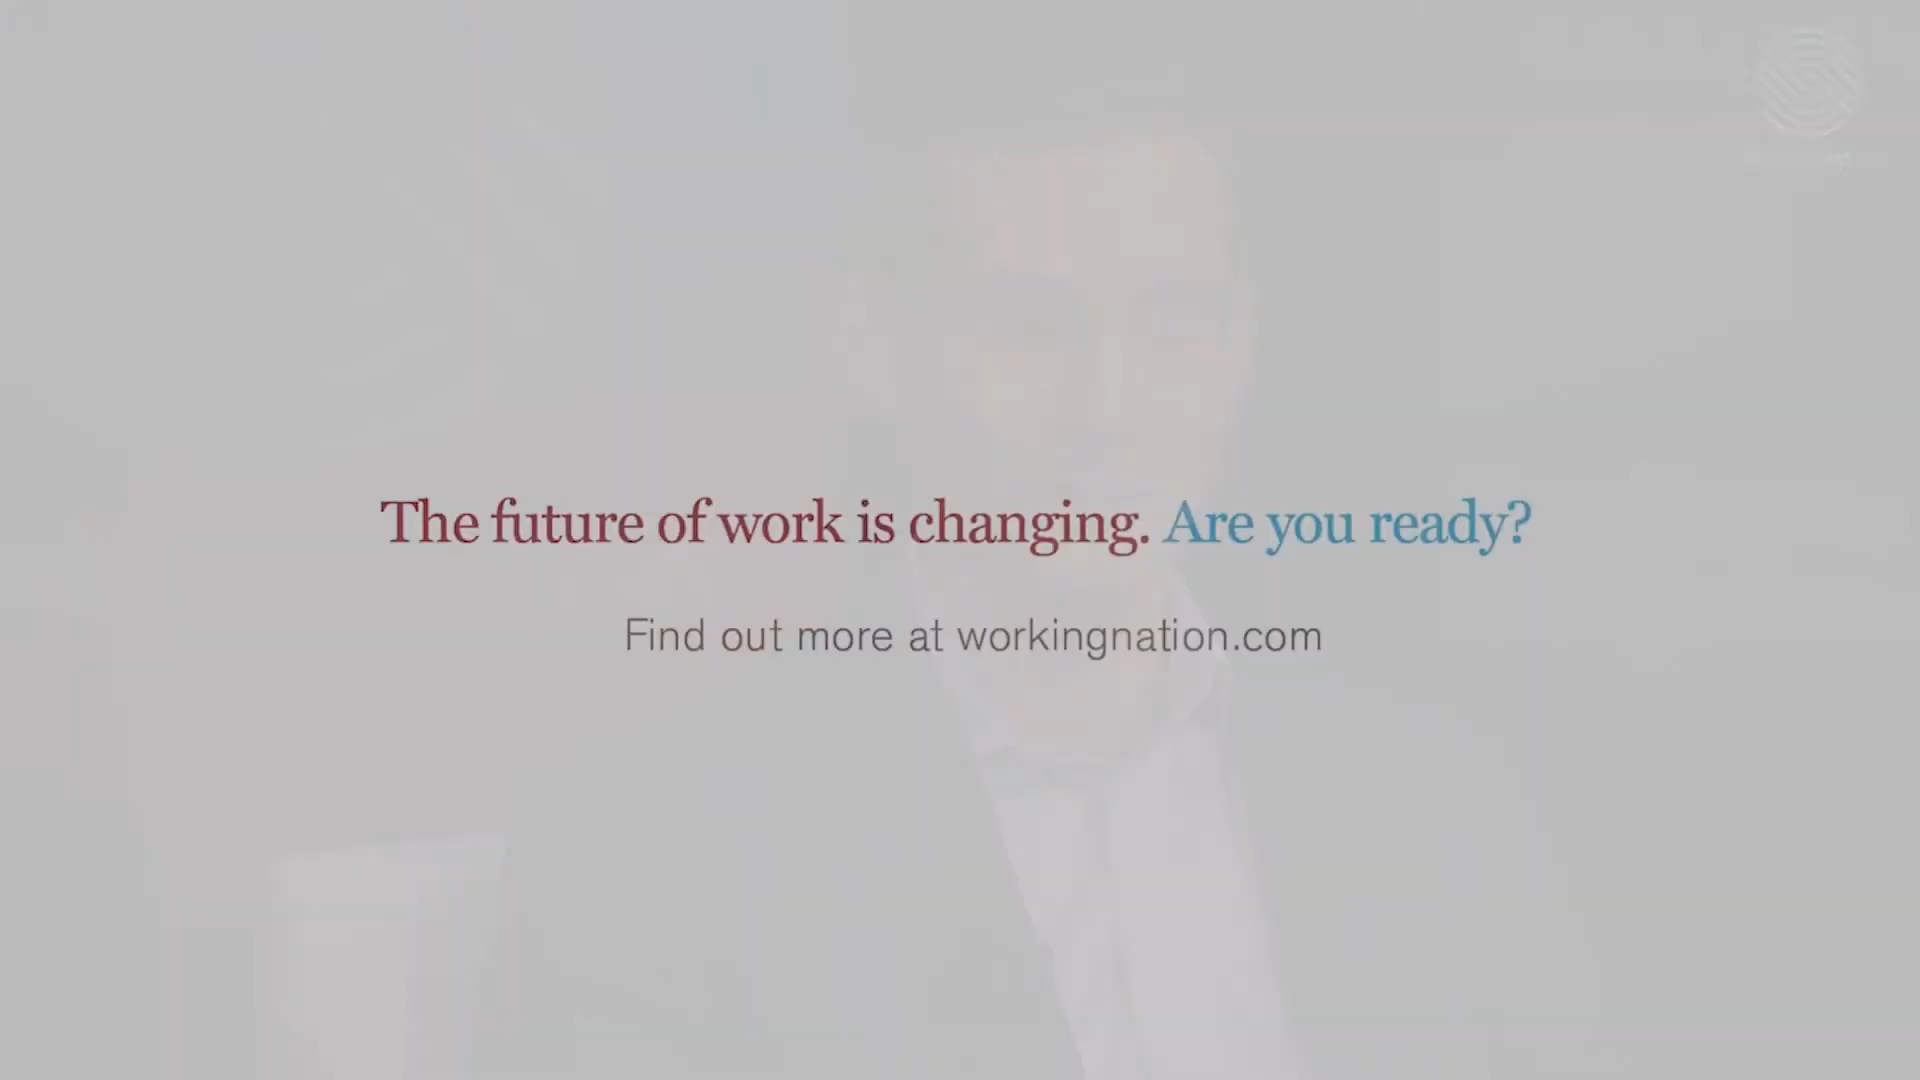 The future of work is changing. Are you ready?
Find out more at workingnation.com